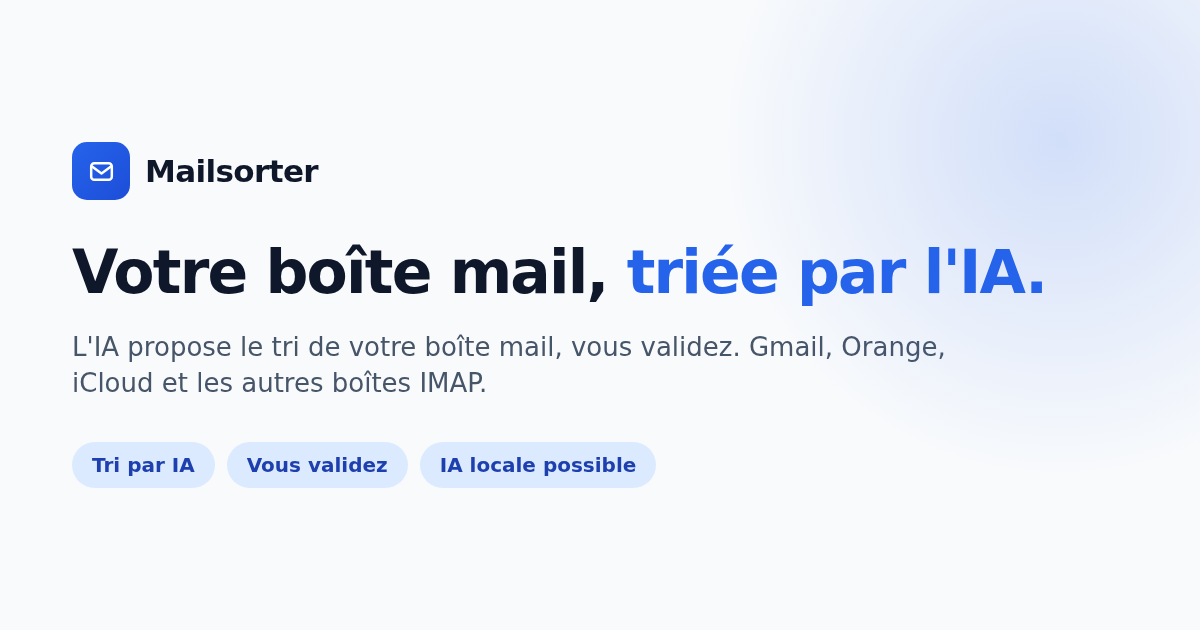 Mailsorter
Votre boîte mail, triée par l'IA.
L'IA propose le tri de votre boîte mail, vous validez. Gmail, Orange,
iCloud et les autres boîtes IMAP.
Tri par IA
Vous validez
IA locale possible